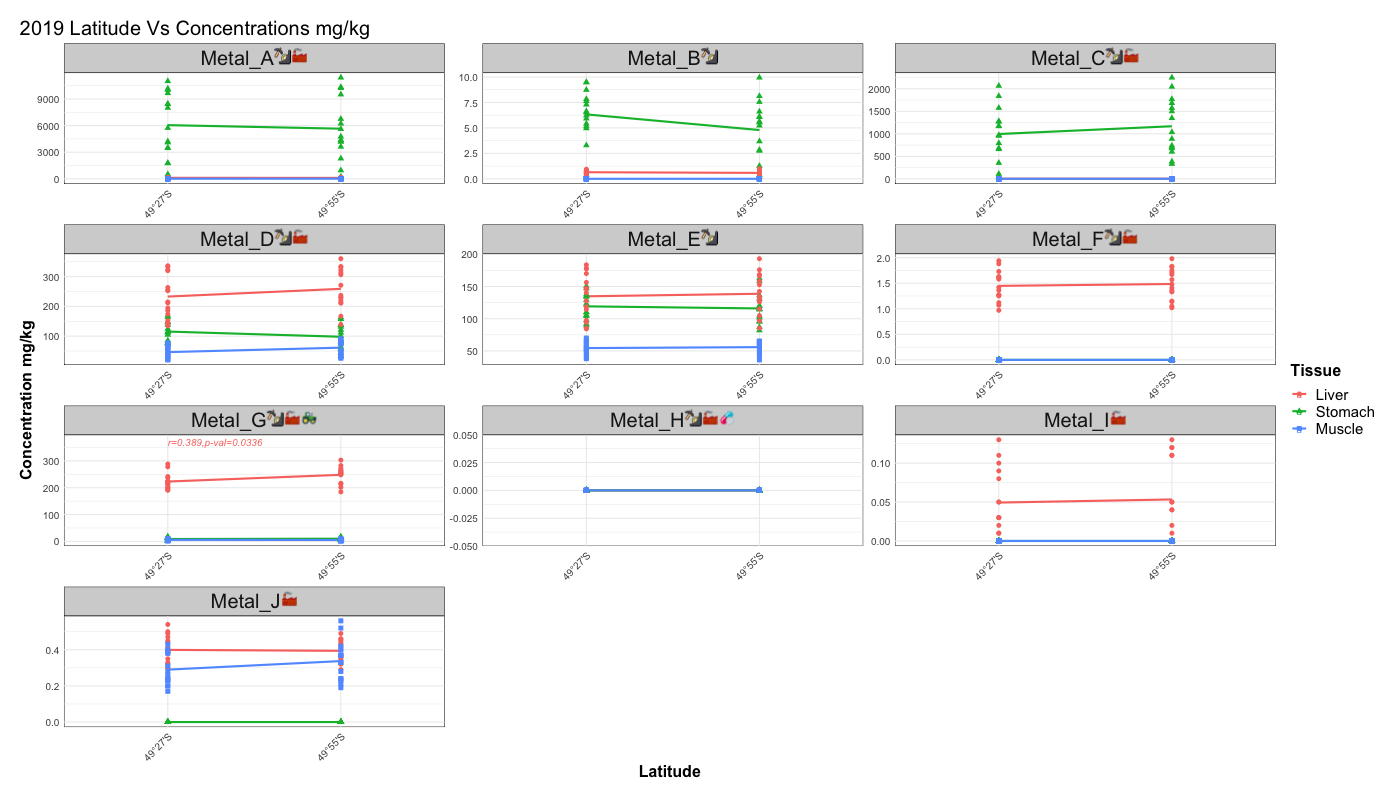 2019 Latitude Vs Concentrations mg/kg
Metal_A
Metal_B
Metal_C
9000
6000
3000
0
10.0
7.5
5.0
2.5
0.0
2000
1500
1000
500
0
49°27'S
49°55'S
49°27'S
49°55'S
49°27'S
49°55'S
Metal_D
Metal_E
Metal_F
300
200
100
200
150
100
50
2.0
1.5
1.0
0.5
0.0
49°27'S
49°55'S
49°27'S
49°55'S
49°27'S
49°55'S
Metal_G
Metal_H
Metal_I
r=0.389,p-val=0.0336
300
200
100
0
0.050
0.025
0.000
-0.025
-0.050
0.10
0.05
0.00
49°27'S
49°55'S
49°27'S
49°55'S
49°27'S
49°55'S
Metal_J
0.4
0.2
0.0
49°27'S
49°55'S
Latitude
Concentration mg/kg
Tissue
Liver
Stomach
Muscle